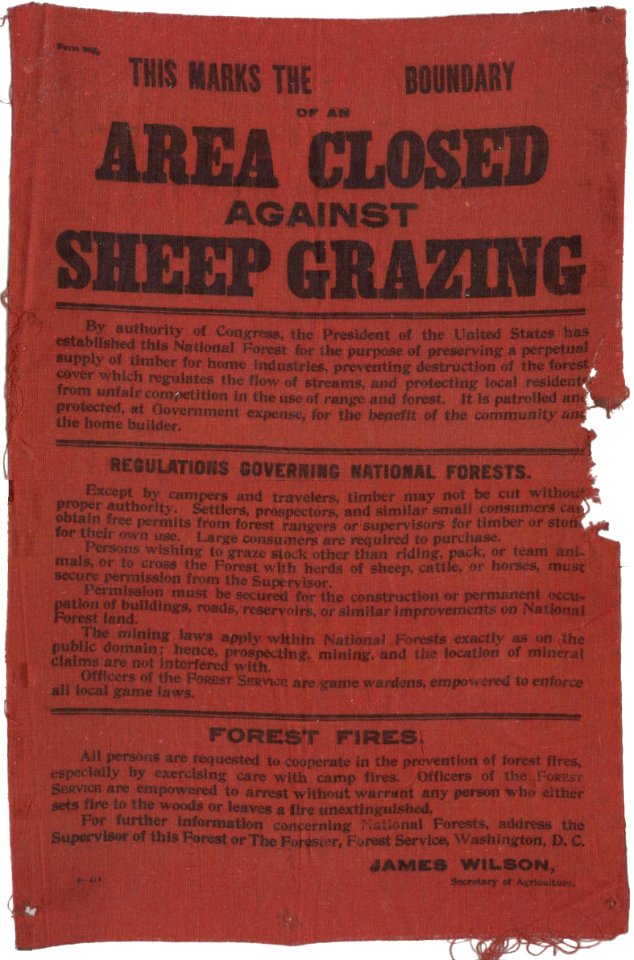 Form
THIS MARKS THE BOUNDARY
OF AN
AREA CLOSED
AGAINST
SHEEP GRAZING
By authority of Congress, the President of the United States has
established this National Forest for the purpose of preserving a perpetual
supply of timber for home industries, preventing destruction of the forest
cover which regulates the flow of streams, and protecting local resident
from unfair competition in the use of range and forest. It is patrolled an
protected, at Government expense, for the benefit of the community and
the home builder.
REGULATIONS GOVERNING NATIONAL FORESTS.
Except by campers and travelers, timber may not be cut without
proper authority. Settlers, prospectors, and similar small consumers can
obtain free permits from forest rangers or supervisors for timber or ston
for their own use. Large consumers are required to purchase.
Persons wishing to graze stock other than riding, pack, or team ani-
mals, or to cross the Forest with herds of sheep, cattle, or horses, must
secure permission from the Supervisor.
Permission must be secured for the construction or permanent occu-
pation of buildings, roads, reservoirs, or similar improvements on National
Forest land.
The mining laws apply within National Forests exactly as on the
public domain; hence, prospecting, mining, and the location of mineral
claims are not interfered with.
Officers of the FOREST SERVICE are game wardens, empowered to enforce
all local game laws.
FOREST FIRES.
All persons are requested to cooperate in the prevention of forest fires,
especially by exercising care with camp fires. Officers of the FOREST
SERVICE are empowered to arrest without warrant any person who either
sets fire to the woods or leaves a fire unextinguished.
For further information concerning National Forests, address the
Supervisor of this Forest or The Forester, Forest Service, Washington, D. C.
JAMES WILSON,
Secretary of Agriculture.